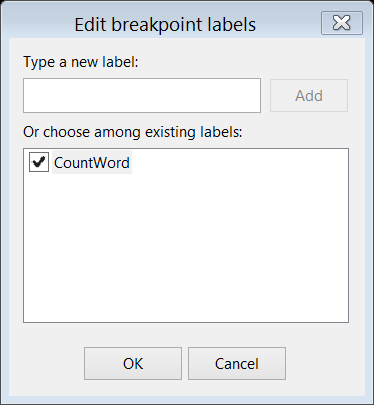 Edit breakpoint labels
Type a new label:
Add
Or choose among existing labels:
CountWord
OK Cancel